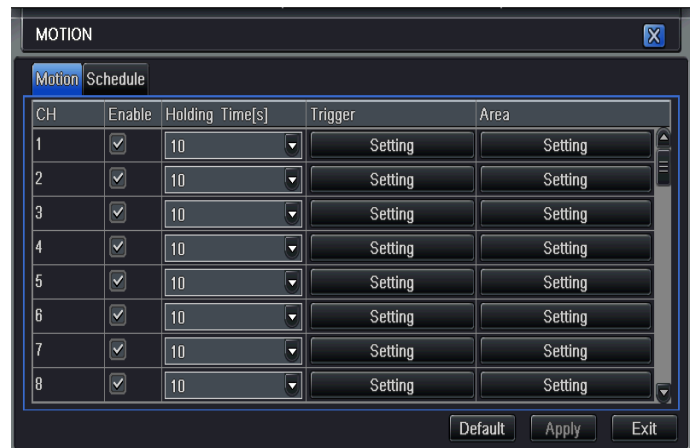 MOTION
Motion Schedule
CH Enable Holding Time[s] Trigger Area
1 10 Setting Setting
2 10 Setting Setting
3 10 Setting Setting
4 10 Setting Setting
5 10 Setting Setting
6 10 Setting Setting
7 10 Setting Setting
8 10 Setting Setting
Default Apply Exit